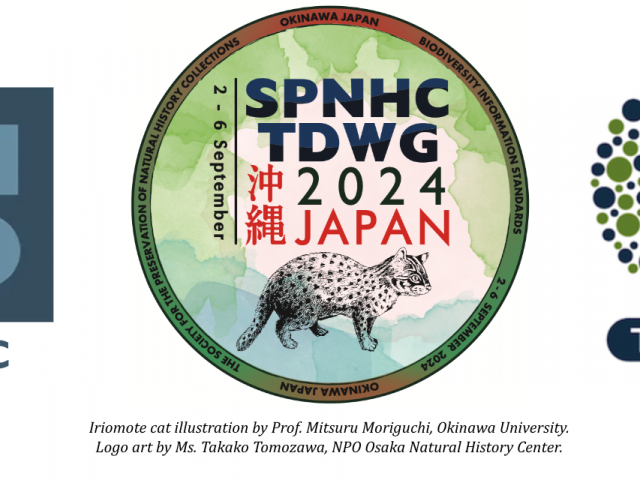 OKINAWA JAPAN
THE SOCIETY FOR THE PRESERVATION OF NATURAL HISTORY COLLECTIONS
BIODIVERSITY INFORMATION STANDARDS
2 - 6 September
SPNHC
TDWG
沖縄
2024
JAPAN
2 - 6 SEPTEMBER 2024
OKINAWA JAPAN
C
T
Iriomote cat illustration by Prof. Mitsuru Moriguchi, Okinawa University.
Logo art by Ms. Takako Tomozawa, NPO Osaka Natural History Center.